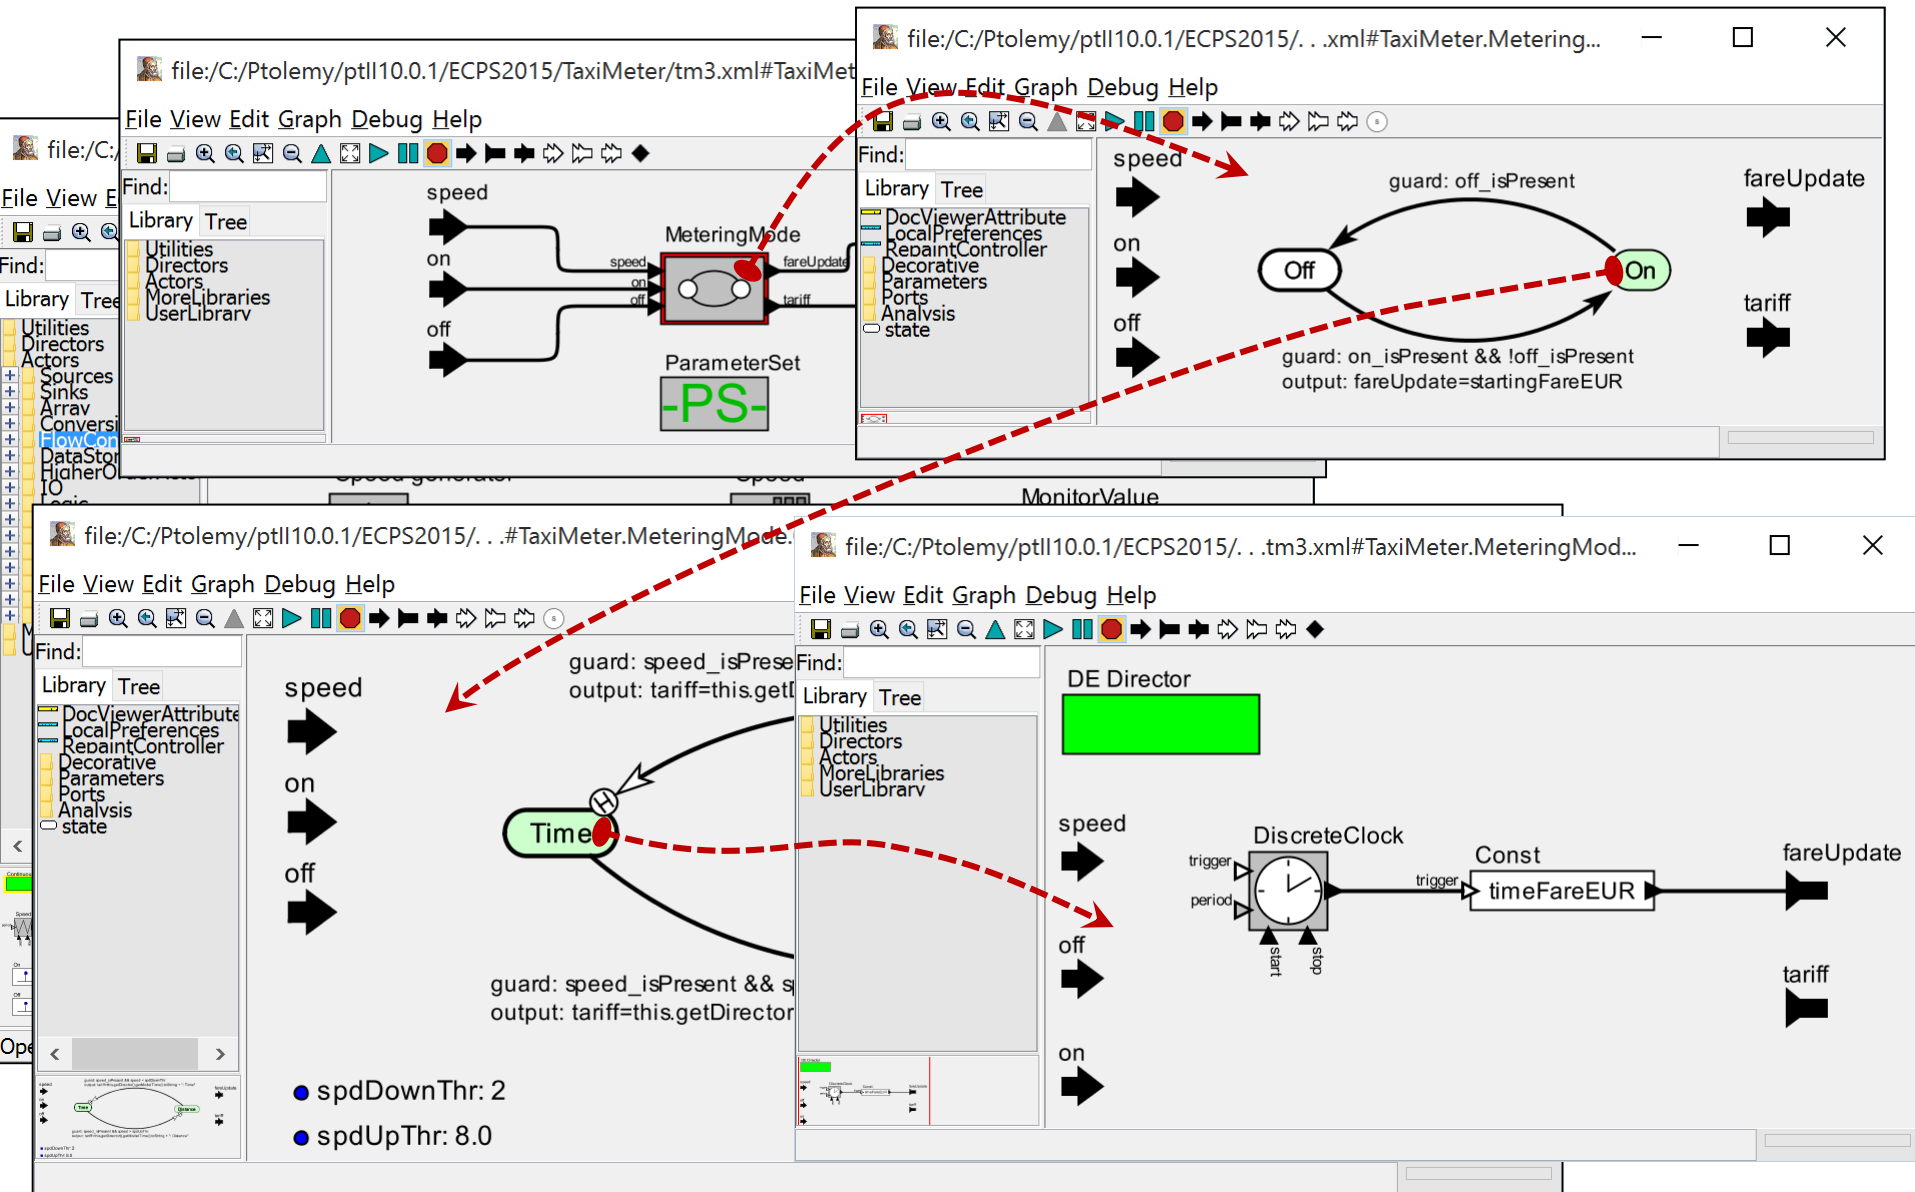 file:/C:/Ptolemy/ptII10.0.1/ECPS2015/TaxiMeter/tm3.xml#TaxiMet
File View Edit Graph Debug Help
Find:
Library Tree
Utilities
Directors
Actors
MoreLibraries
UserLibrary
speed
on
off
MeteringMode
speed
on
off
fareUpdate
tariff
ParameterSet
-PS-
file:/C:/Ptolemy/ptII10.0.1/ECPS2015/. . .xml#TaxiMeter.Metering...
File View Edit Graph Debug Help
Find:
Library Tree
DocViewerAttribute
LocalPreferences
RepaintController
Decorative
Parameters
Ports
Analysis
state
speed
on
off
guard: off_isPresent
Off
On
guard: on_isPresent && !off_isPresent
output: fareUpdate=startingFareEUR
fareUpdate
tariff
file:/C:/
File View E
Find:
Library Tree
Utilities
Directors
Actors
Sources
Sinks
Array
Conversi
FlowCon
DataStor
HigherOr
IO
Logic
Speed generator
Speed
MonitorValue
Ope
file:/C:/Ptolemy/ptII10.0.1/ECPS2015/. . .#TaxiMeter.MeteringMode.
File View Edit Graph Debug Help
Find:
Library Tree
DocViewerAttribute
LocalPreferences
RepaintController
Decorative
Parameters
Ports
Analysis
state
speed
on
off
guard: speed_isPrese
output: tariff=this.getD
H
Time
guard: speed_isPresent && s
output: tariff=this.getDirector
spdDownThr: 2
spdUpThr: 8.0
file:/C:/Ptolemy/ptII10.0.1/ECPS2015/. . .tm3.xml#TaxiMeter.MeteringMod...
File View Edit Graph Debug Help
Find:
Library Tree
Utilities
Directors
Actors
MoreLibraries
UserLibrary
DE Director
speed
off
on
DiscreteClock
trigger
period
start
stop
Const
trigger
timeFareEUR
fareUpdate
tariff